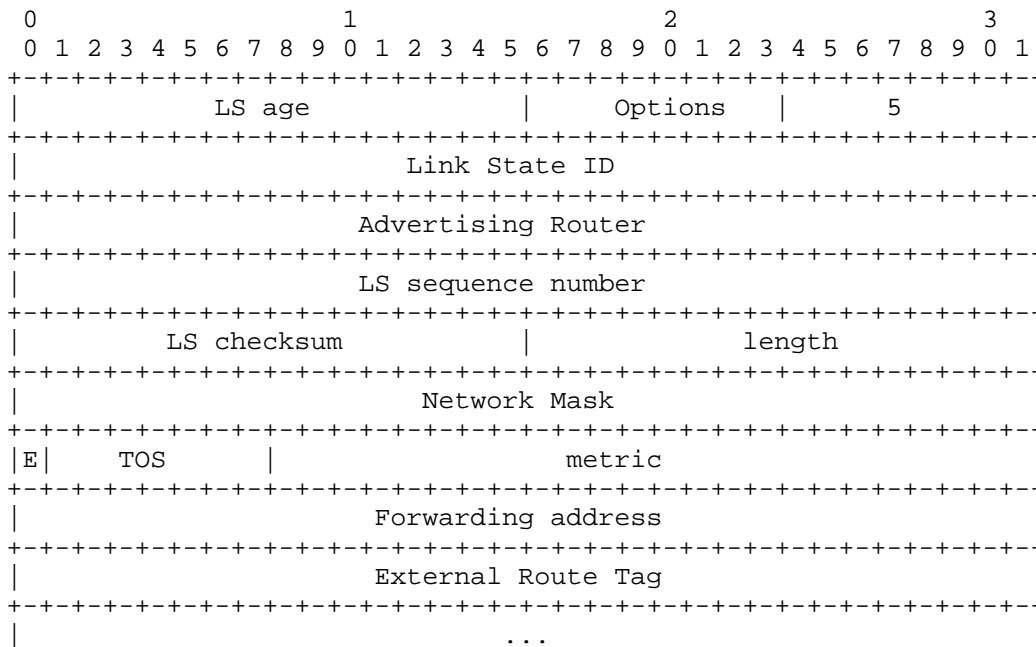 0                   1                   2                   3
0 1 2 3 4 5 6 7 8 9 0 1 2 3 4 5 6 7 8 9 0 1 2 3 4 5 6 7 8 9 0 1
+-+-+-+-+-+-+-+-+-+-+-+-+-+-+-+-+-+-+-+-+-+-+-+-+-+-+-+-+-+-+-+-
|            LS age             |     Options   |      5
+-+-+-+-+-+-+-+-+-+-+-+-+-+-+-+-+-+-+-+-+-+-+-+-+-+-+-+-+-+-+-+-
|                        Link State ID
+-+-+-+-+-+-+-+-+-+-+-+-+-+-+-+-+-+-+-+-+-+-+-+-+-+-+-+-+-+-+-+-
|                     Advertising Router
+-+-+-+-+-+-+-+-+-+-+-+-+-+-+-+-+-+-+-+-+-+-+-+-+-+-+-+-+-+-+-+-
|                     LS sequence number
+-+-+-+-+-+-+-+-+-+-+-+-+-+-+-+-+-+-+-+-+-+-+-+-+-+-+-+-+-+-+-+-
|         LS checksum           |             length
+-+-+-+-+-+-+-+-+-+-+-+-+-+-+-+-+-+-+-+-+-+-+-+-+-+-+-+-+-+-+-+-
|                         Network Mask
+-+-+-+-+-+-+-+-+-+-+-+-+-+-+-+-+-+-+-+-+-+-+-+-+-+-+-+-+-+-+-+-
|E|    TOS      |                  metric
+-+-+-+-+-+-+-+-+-+-+-+-+-+-+-+-+-+-+-+-+-+-+-+-+-+-+-+-+-+-+-+-
|                      Forwarding address
+-+-+-+-+-+-+-+-+-+-+-+-+-+-+-+-+-+-+-+-+-+-+-+-+-+-+-+-+-+-+-+-
|                      External Route Tag
+-+-+-+-+-+-+-+-+-+-+-+-+-+-+-+-+-+-+-+-+-+-+-+-+-+-+-+-+-+-+-+-
|                              ...